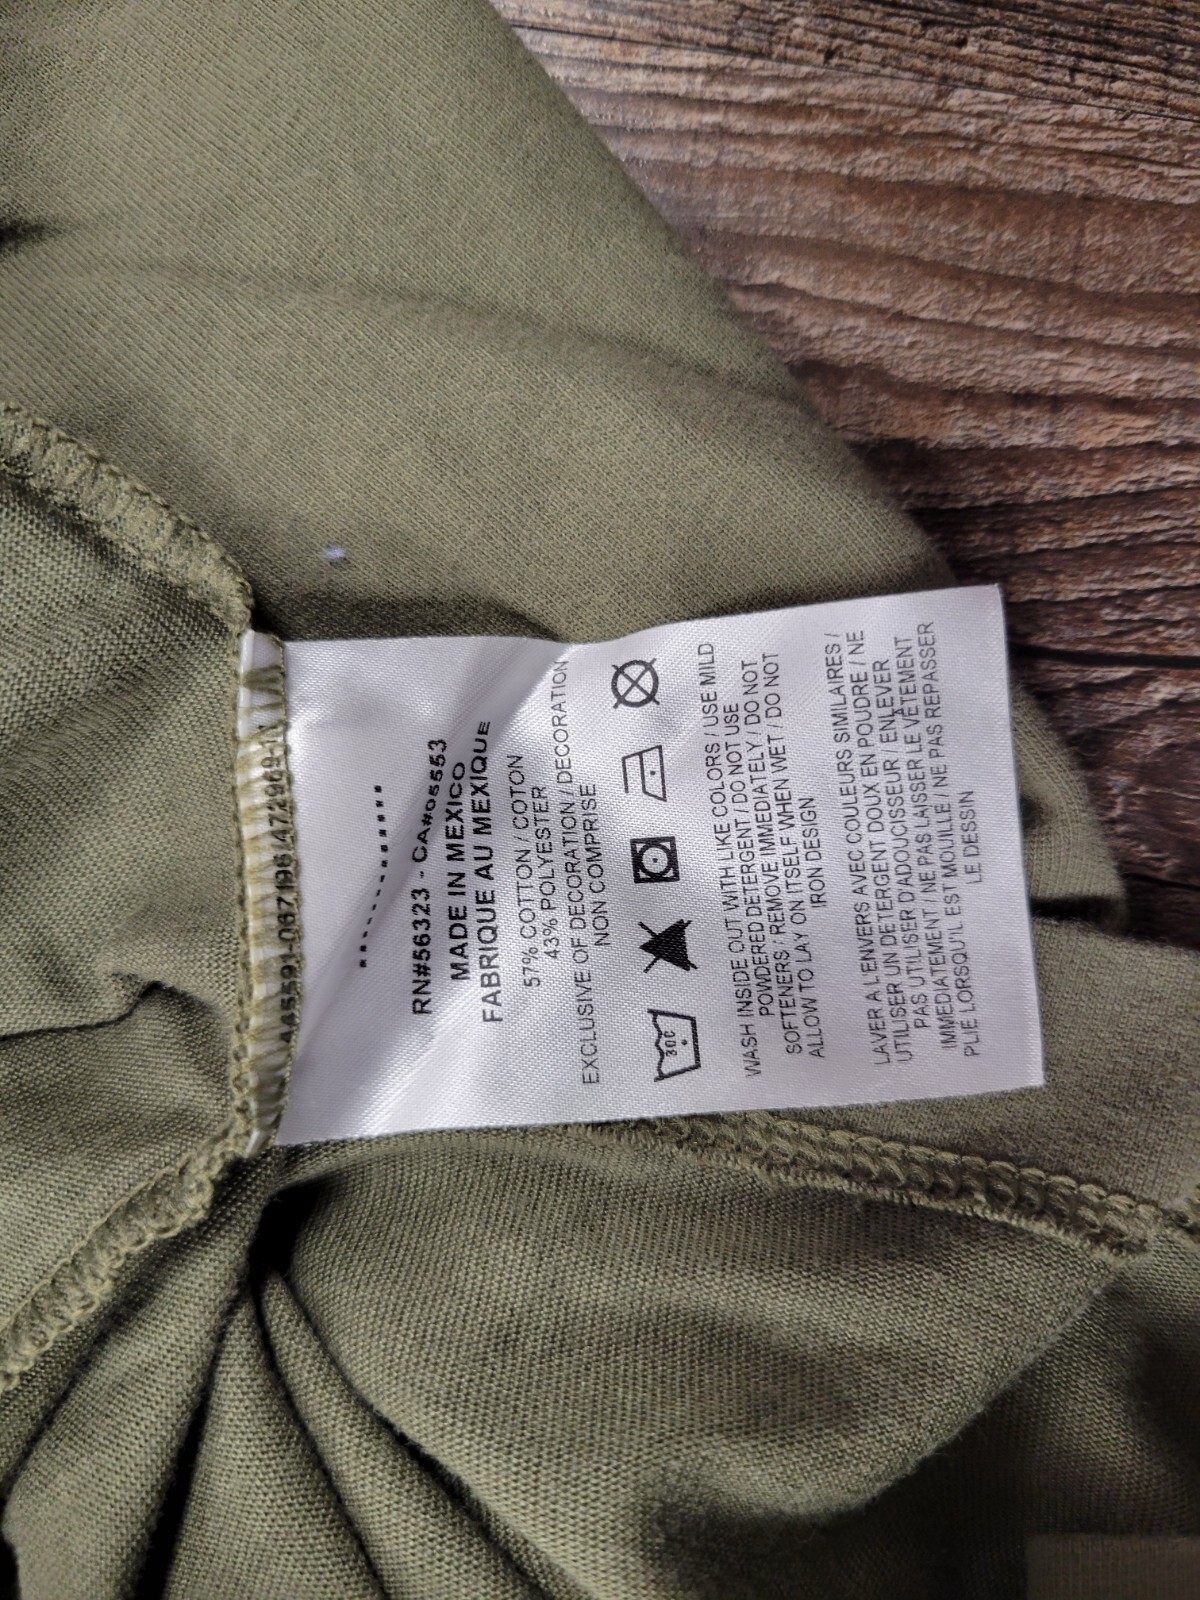 RN#56323 - CA#05553
MADE IN MEXICO
FABRIQUE AU MEXIQUE
57% COTTON / COTON
43% POLYESTER
EXCLUSIVE OF DECORATION / DECORATION
NON COMPRISE
30C
WASH INSIDE OUT WITH LIKE COLORS / USE MILD
POWDERED DETERGENT / DO NOT USE
SOFTENERS / REMOVE IMMEDIATELY / DO NOT
ALLOW TO LAY ON ITSELF WHEN WET / DO NOT
IRON DESIGN
LAVER A L'ENVERS AVEC COULEURS SIMILAIRES /
UTILISER UN DETERGENT DOUX EN POUDRE / NE
PAS UTILISER D'ADOUCISSEUR / ENLEVER
IMMEDIATEMENT / NE PAS LAISSER LE VÊTEMENT
PLIE LORSQU'IL EST MOUILLE / NE PAS REPASSER
LE DESSIN